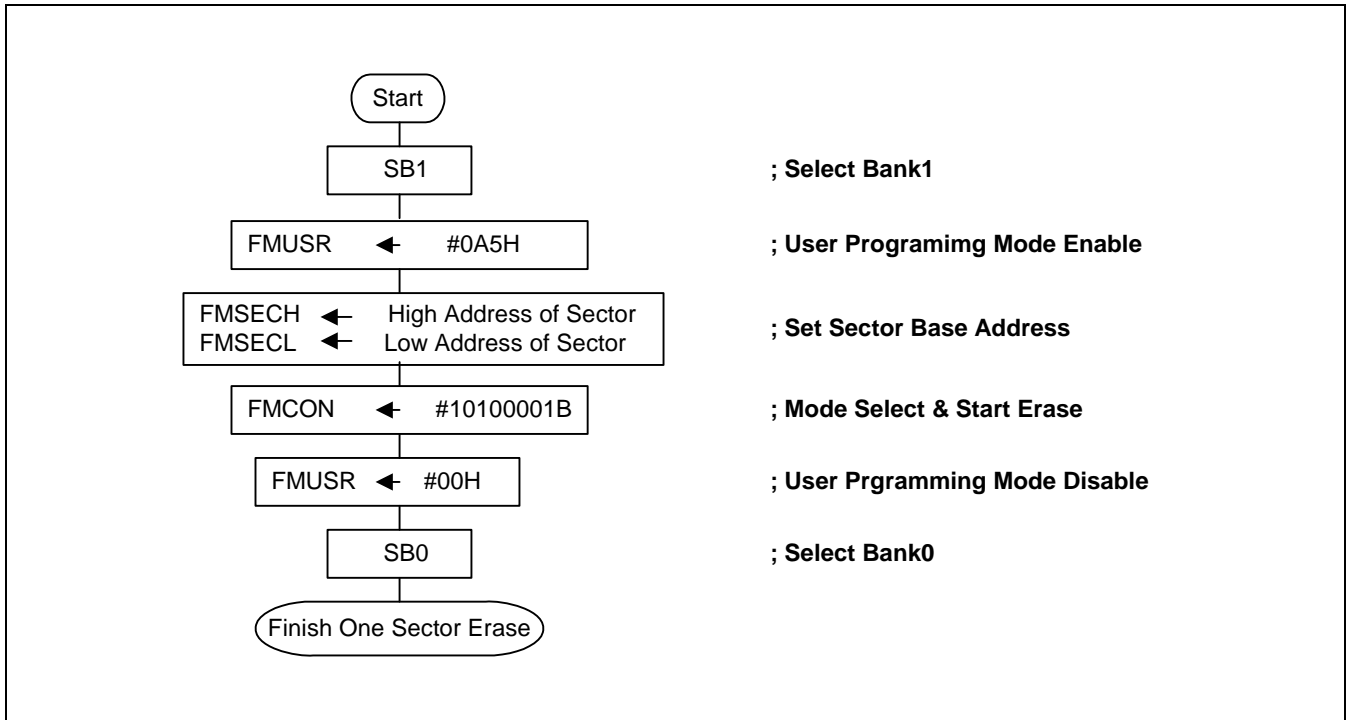 Start
SB1 ; Select Bank1
FMUSR ← #0A5H ; User Programimg Mode Enable
FMSECH ← High Address of Sector
FMSECL ← Low Address of Sector
; Set Sector Base Address
FMCON ← #10100001B ; Mode Select & Start Erase
FMUSR ← #00H ; User Prgramming Mode Disable
SB0 ; Select Bank0
Finish One Sector Erase